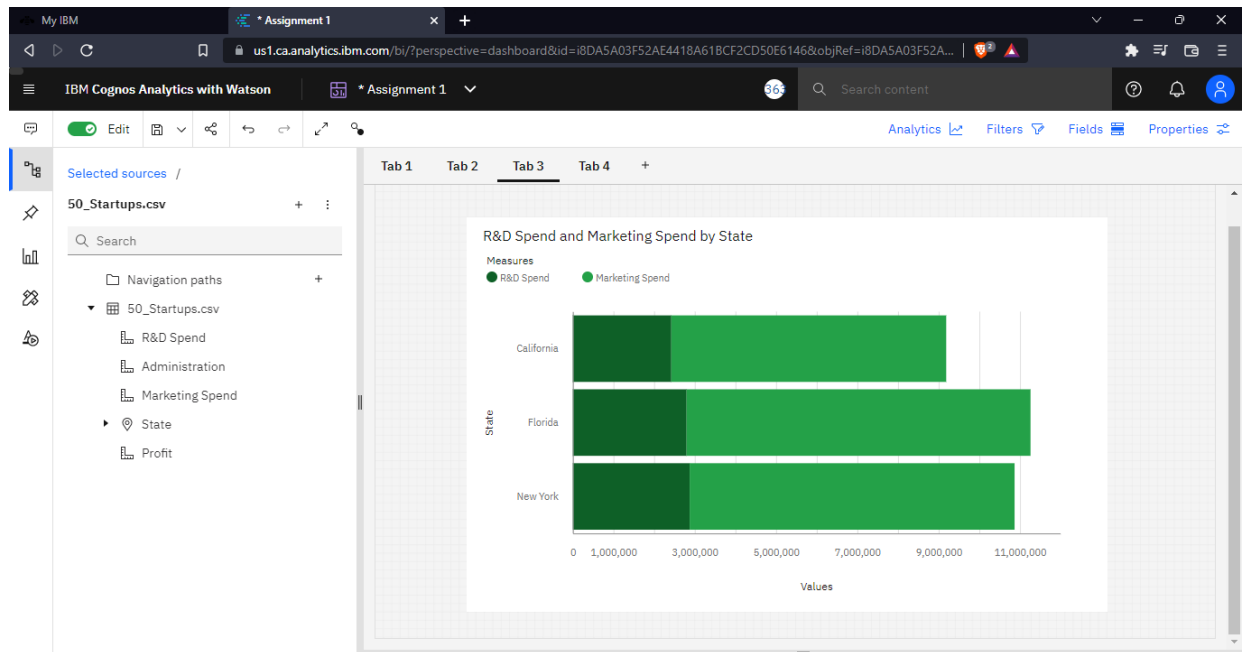 My IBM * Assignment 1
us1.ca.analytics.ibm.com/bi/?perspective=dashboard&id=i8DA5A03F52AE4418A61BCF2CD50E6146&objRef=i8DA5A03F52A... 2
IBM Cognos Analytics with Watson * Assignment 1 363 Search content
Edit Analytics Filters Fields Properties
Selected sources /
50_Startups.csv
Search
Navigation paths
50_Startups.csv
R&D Spend
Administration
Marketing Spend
State
Profit
Tab 1 Tab 2 Tab 3 Tab 4
R&D Spend and Marketing Spend by State
Measures
R&D Spend Marketing Spend
California
Florida
New York
State
0 1,000,000 3,000,000 5,000,000 7,000,000 9,000,000 11,000,000
Values